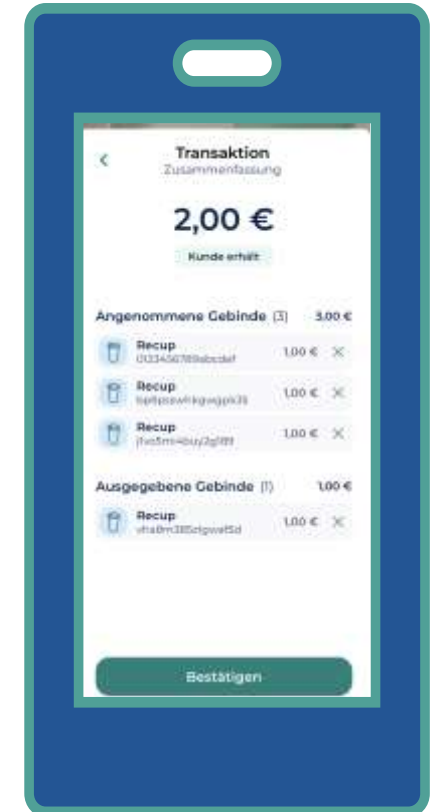 Transaktion
Zusammenfassung
2,00 €
Kunde erhält
Angenommene Gebinde (3) 3,00 €
Recup
0123456789abcdef 1,00 € ×
Recup
1,00 € ×
Recup
1,00 € ×
Ausgegebene Gebinde (1) 1,00 €
Recup
1,00 € ×
Bestätigen